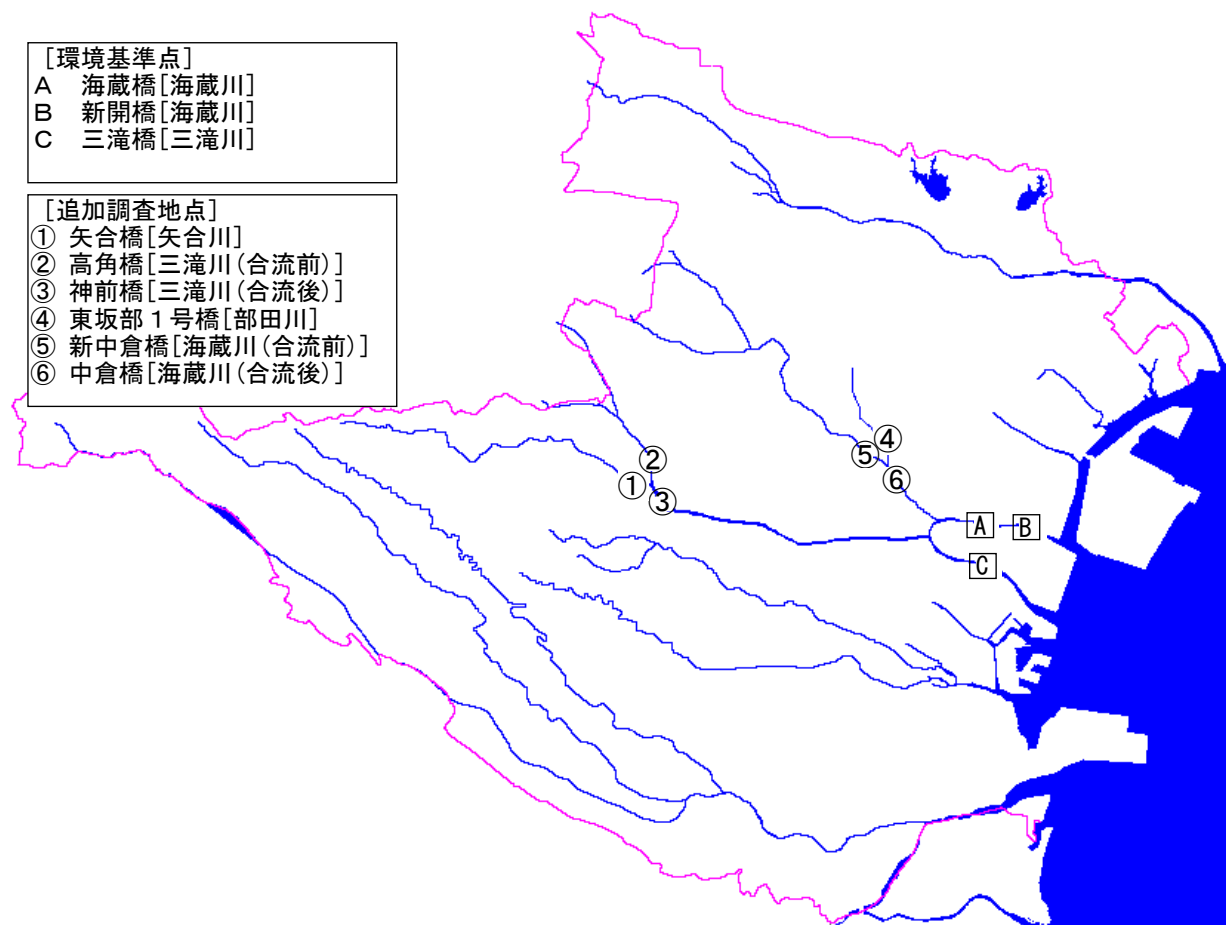 [環境基準点]
A 海蔵橋[海蔵川]
B 新開橋[海蔵川]
C 三滝橋[三滝川]
[追加調査地点]
① 矢合橋[矢合川]
② 高角橋[三滝川(合流前)]
③ 神前橋[三滝川(合流後)]
④ 東坂部１号橋[部田川]
⑤ 新中倉橋[海蔵川(合流前)]
⑥ 中倉橋[海蔵川(合流後)]
④
②
⑤
⑥
①
③
A
B
C